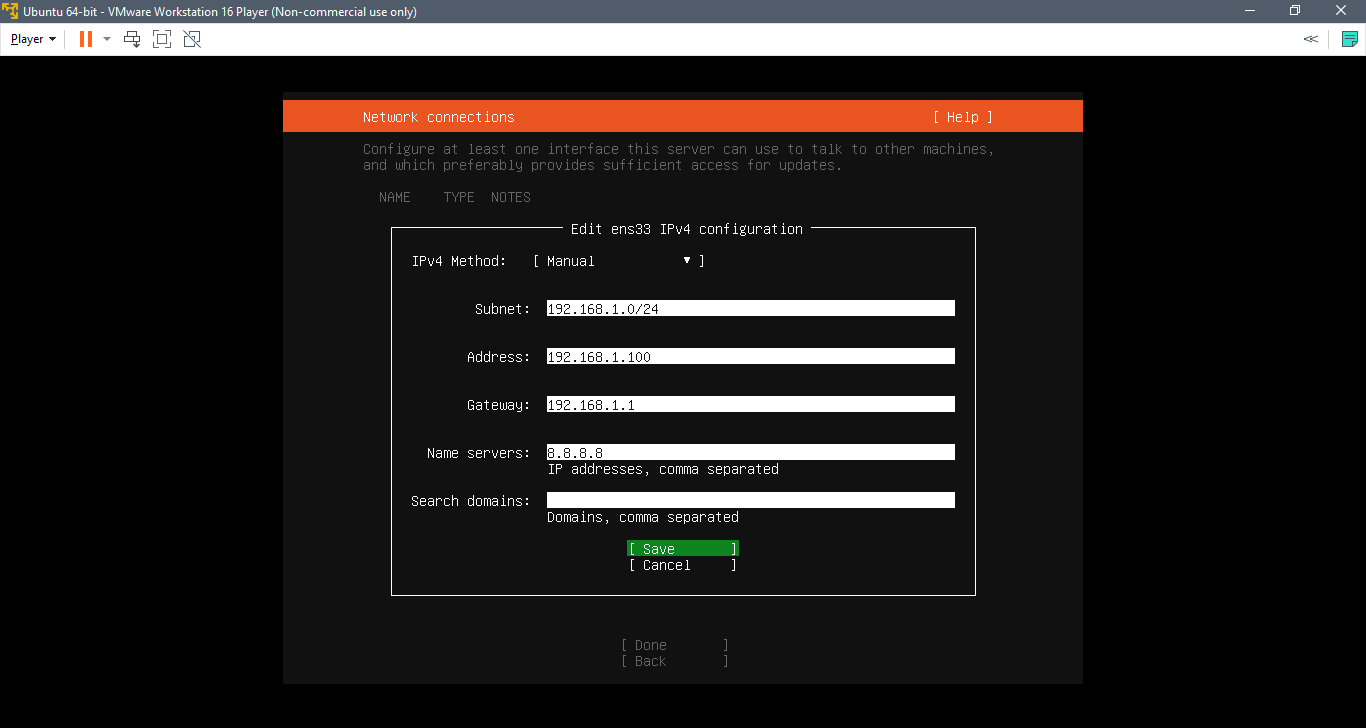 Ubuntu 64-bit - VMware Workstation 16 Player (Non-commercial use only)
Player
Network connections [ Help ]
Configure at least one interface this server can use to talk to other machines,
and which preferably provides sufficient access for updates.
NAME TYPE NOTES
Edit ens33 IPv4 configuration
IPv4 Method: [ Manual ▼ ]
Subnet: 192.168.1.0/24
Address: 192.168.1.100
Gateway: 192.168.1.1
Name servers: 8.8.8.8
IP addresses, comma separated
Search domains:
Domains, comma separated
[ Save ]
[ Cancel ]
[ Done ]
[ Back ]